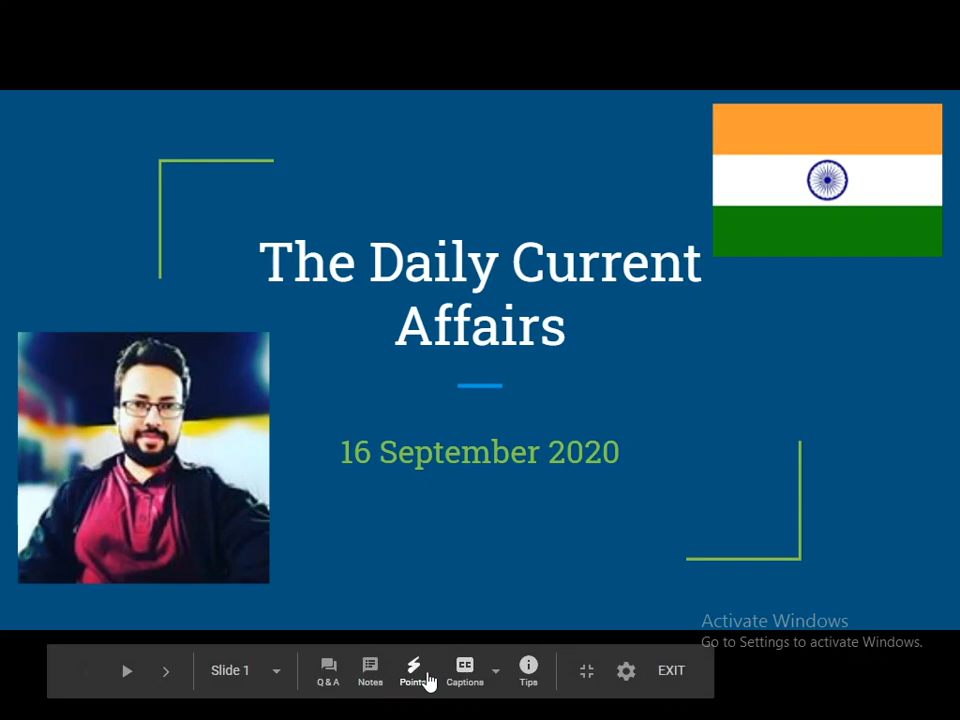 The Daily Current
Affairs
16 September 2020
Activate Windows
Go to Settings to activate Windows.
Slide 1
Q & A
Notes
Captions
Tips
EXIT